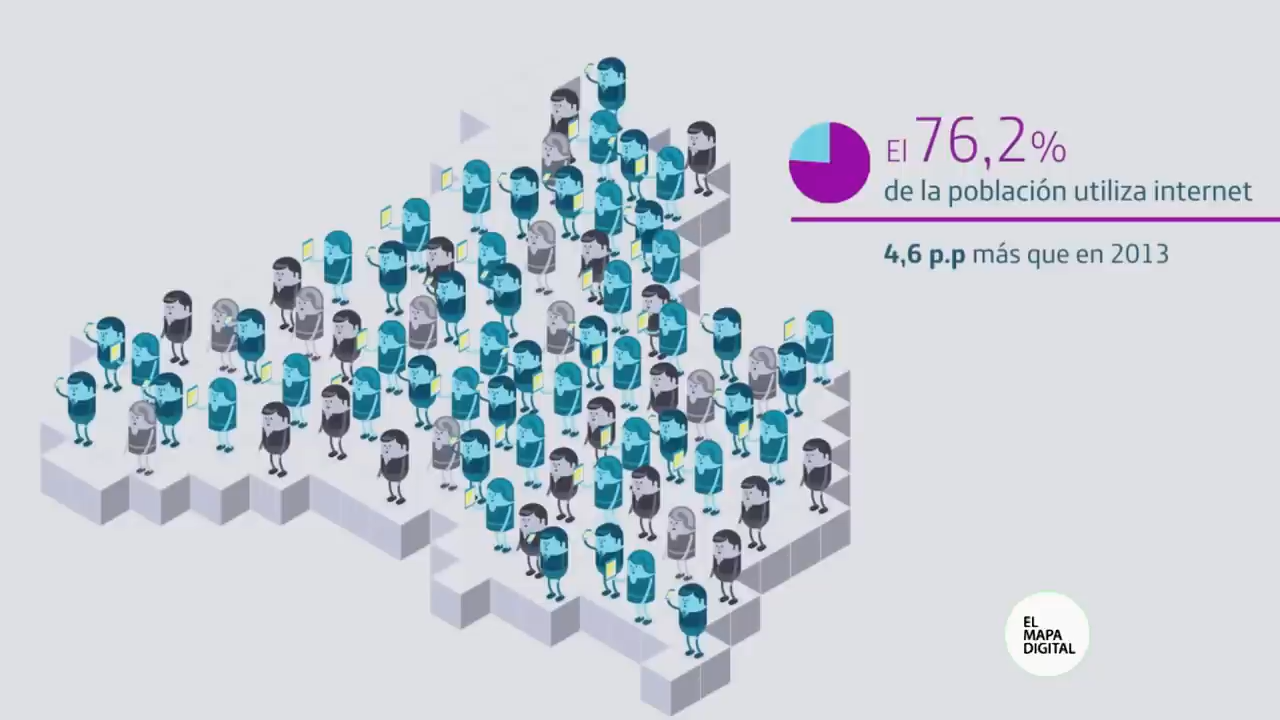 El 76,2%
de la población utiliza internet
4,6 p.p más que en 2013
EL
MAPA
DIGITAL